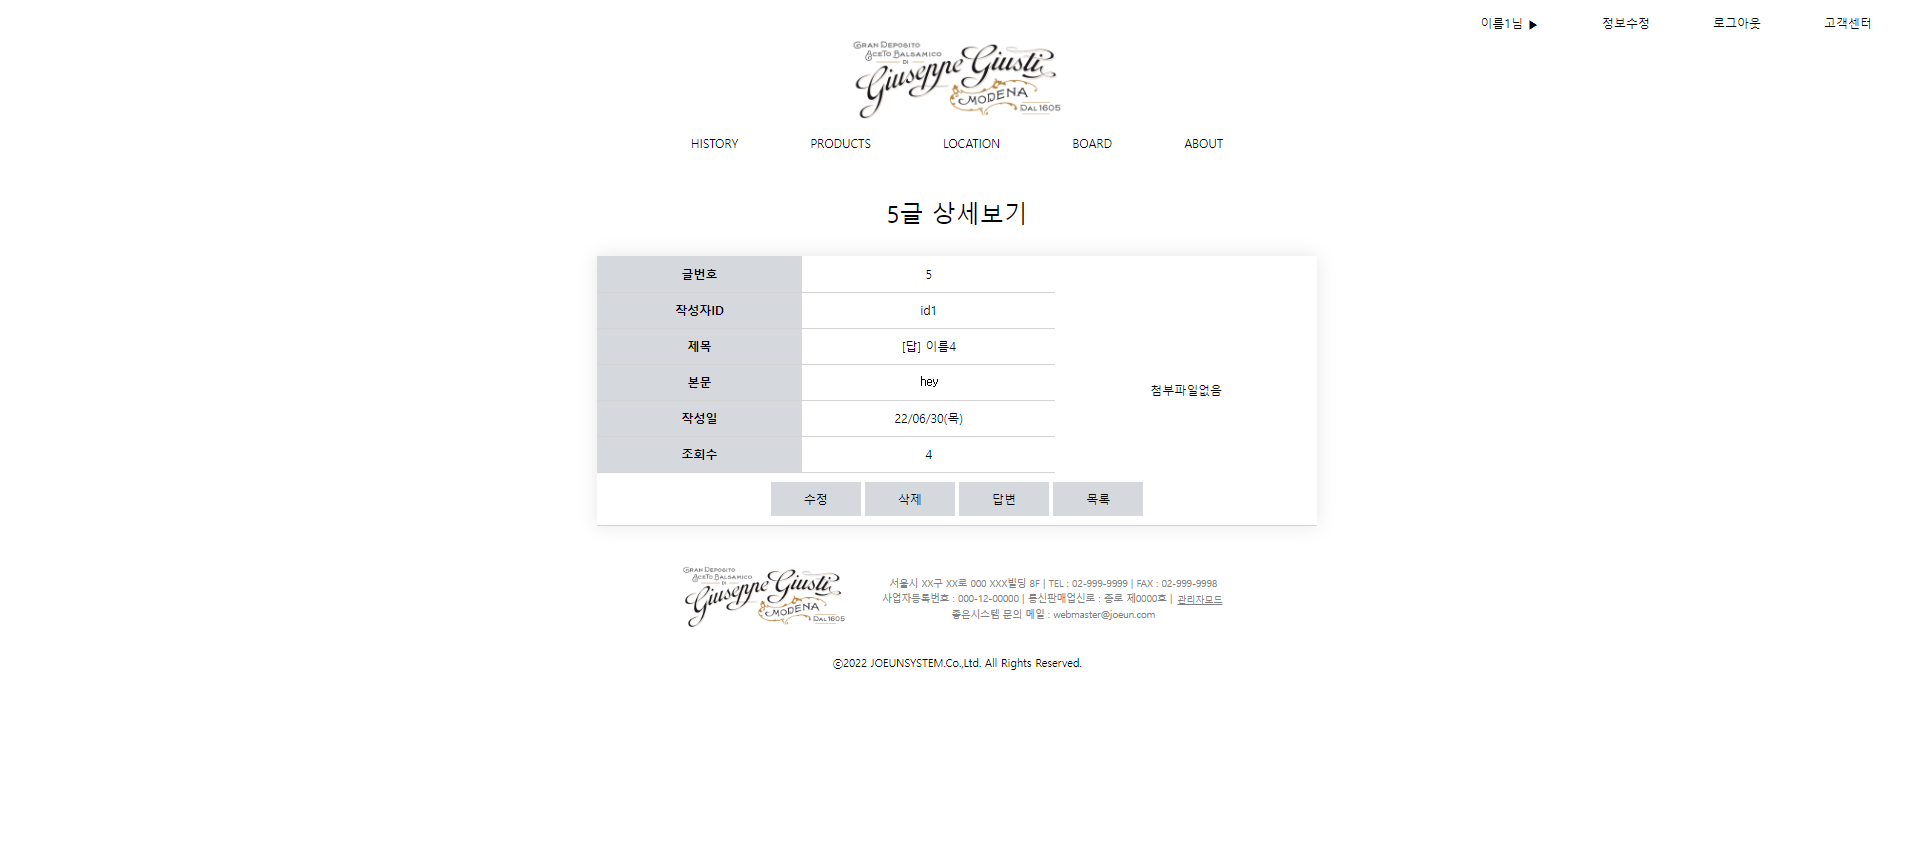 이름1님 ▶ 정보수정 로그아웃 고객센터
GRAN DEPOSITO
ACETO BALSAMICO
DI
Giuseppe Giusti
MODENA
DAL 1605
HISTORY PRODUCTS LOCATION BOARD ABOUT
5글 상세보기
글번호 5
작성자ID id1
제목 [답] 이름4
본문 hey
첨부파일없음
작성일 22/06/30(목)
조회수 4
수정 삭제 답변 목록
GRAN DEPOSITO
ACETO BALSAMICO
DI
Giuseppe Giusti
MODENA
DAL 1605
서울시 XX구 XX로 000 XXX빌딩 8F | TEL : 02-999-9999 | FAX : 02-999-9998
사업자등록번호 : 000-12-00000 | 통신판매업신로 : 종로 제0000호 | 관리자모드
좋은시스템 문의 메일 : webmaster@joeun.com
ⓒ2022 JOEUNSYSTEM.Co.,Ltd. All Rights Reserved.